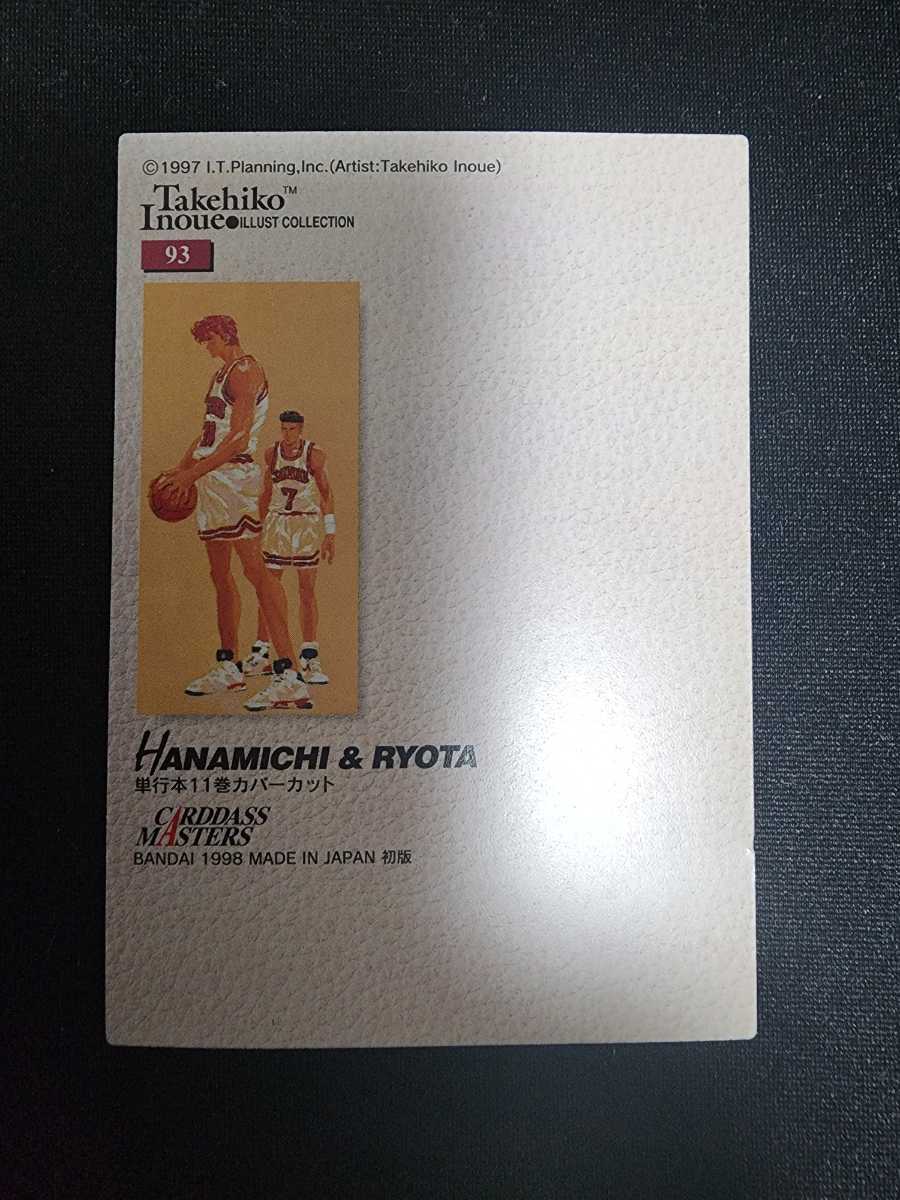 ©1997 I.T.Planning,Inc.(Artist:Takehiko Inoue)
Takehiko™
Inoue●ILLUST COLLECTION
93
7
HANAMICHI & RYOTA
単行本11巻カバーカット
CARDDASS
MASTERS
BANDAI 1998 MADE IN JAPAN 初版